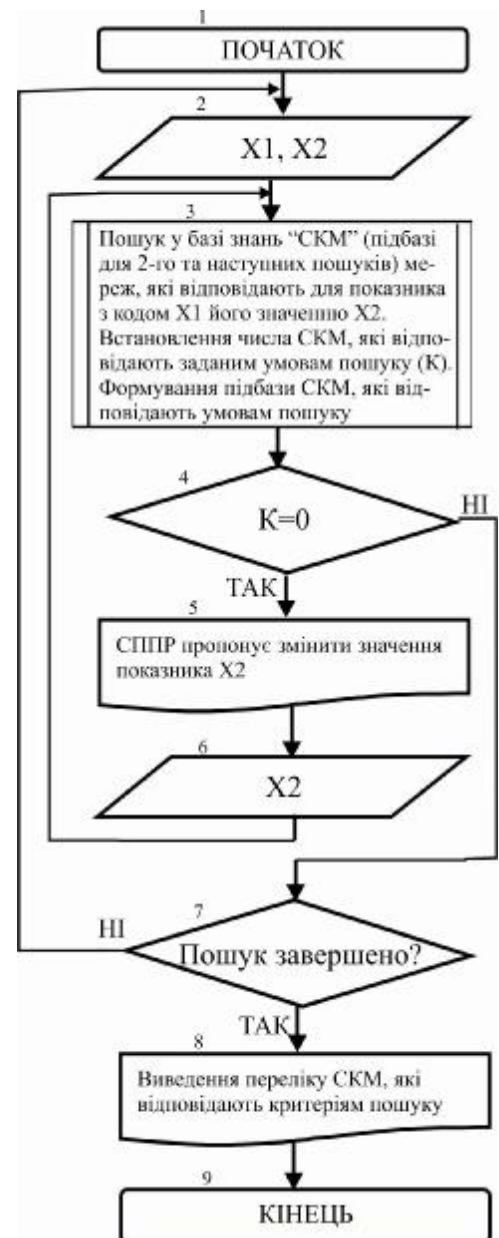 1
ПОЧАТОК
2
X1, X2
3
Пошук у базі знань “СКМ” (підбазі
для 2-го та наступних пошуків) ме-
реж, які відповідають для показника
з кодом X1 його значенню X2.
Встановлення числа СКМ, які відпо-
відають заданим умовам пошуку (К).
Формування підбази СКМ, які від-
повідають умовам пошуку
4
К=0
НІ
ТАК
5
СППР пропонує змінити значення
показника X2
6
X2
7
НІ
Пошук завершено?
ТАК
8
Виведення переліку СКМ, які
відповідають критеріям пошуку
9
КІНЕЦЬ